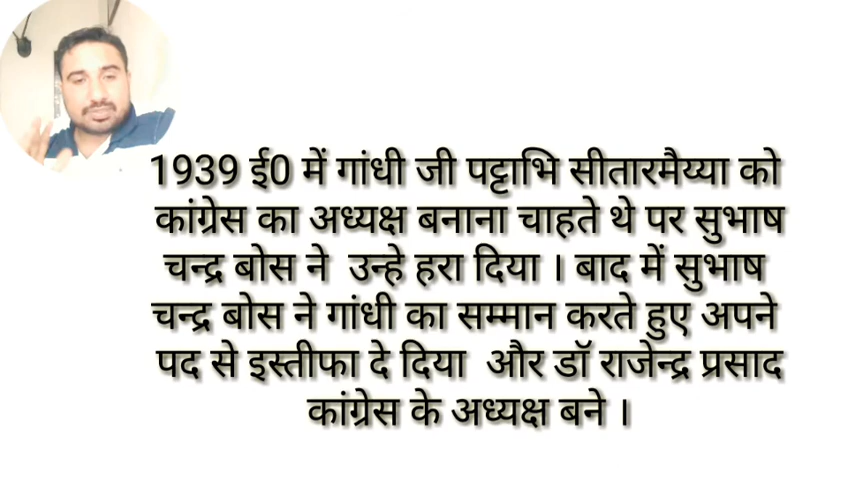 1939 ई0 में गांधी जी पट्टाभि सीतारमैय्या को
कांग्रेस का अध्यक्ष बनाना चाहते थे पर सुभाष
चन्द्र बोस ने उन्हे हरा दिया । बाद में सुभाष
चन्द्र बोस ने गांधी का सम्मान करते हुए अपने
पद से इस्तीफा दे दिया और डॉ राजेन्द्र प्रसाद
कांग्रेस के अध्यक्ष बने ।